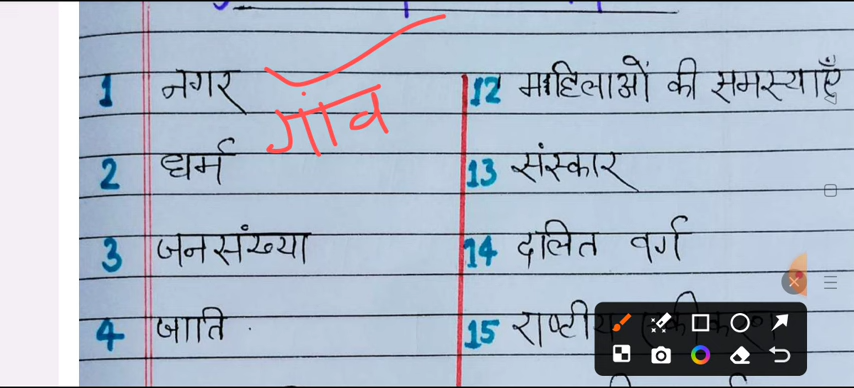 1 नगर
गांव
2 धर्म
3 जनसंख्या
4 जाति
12 महिलाओं की समस्याएँ
13 संस्कार
14 दलित वर्ग
15 राष्ट्रीय